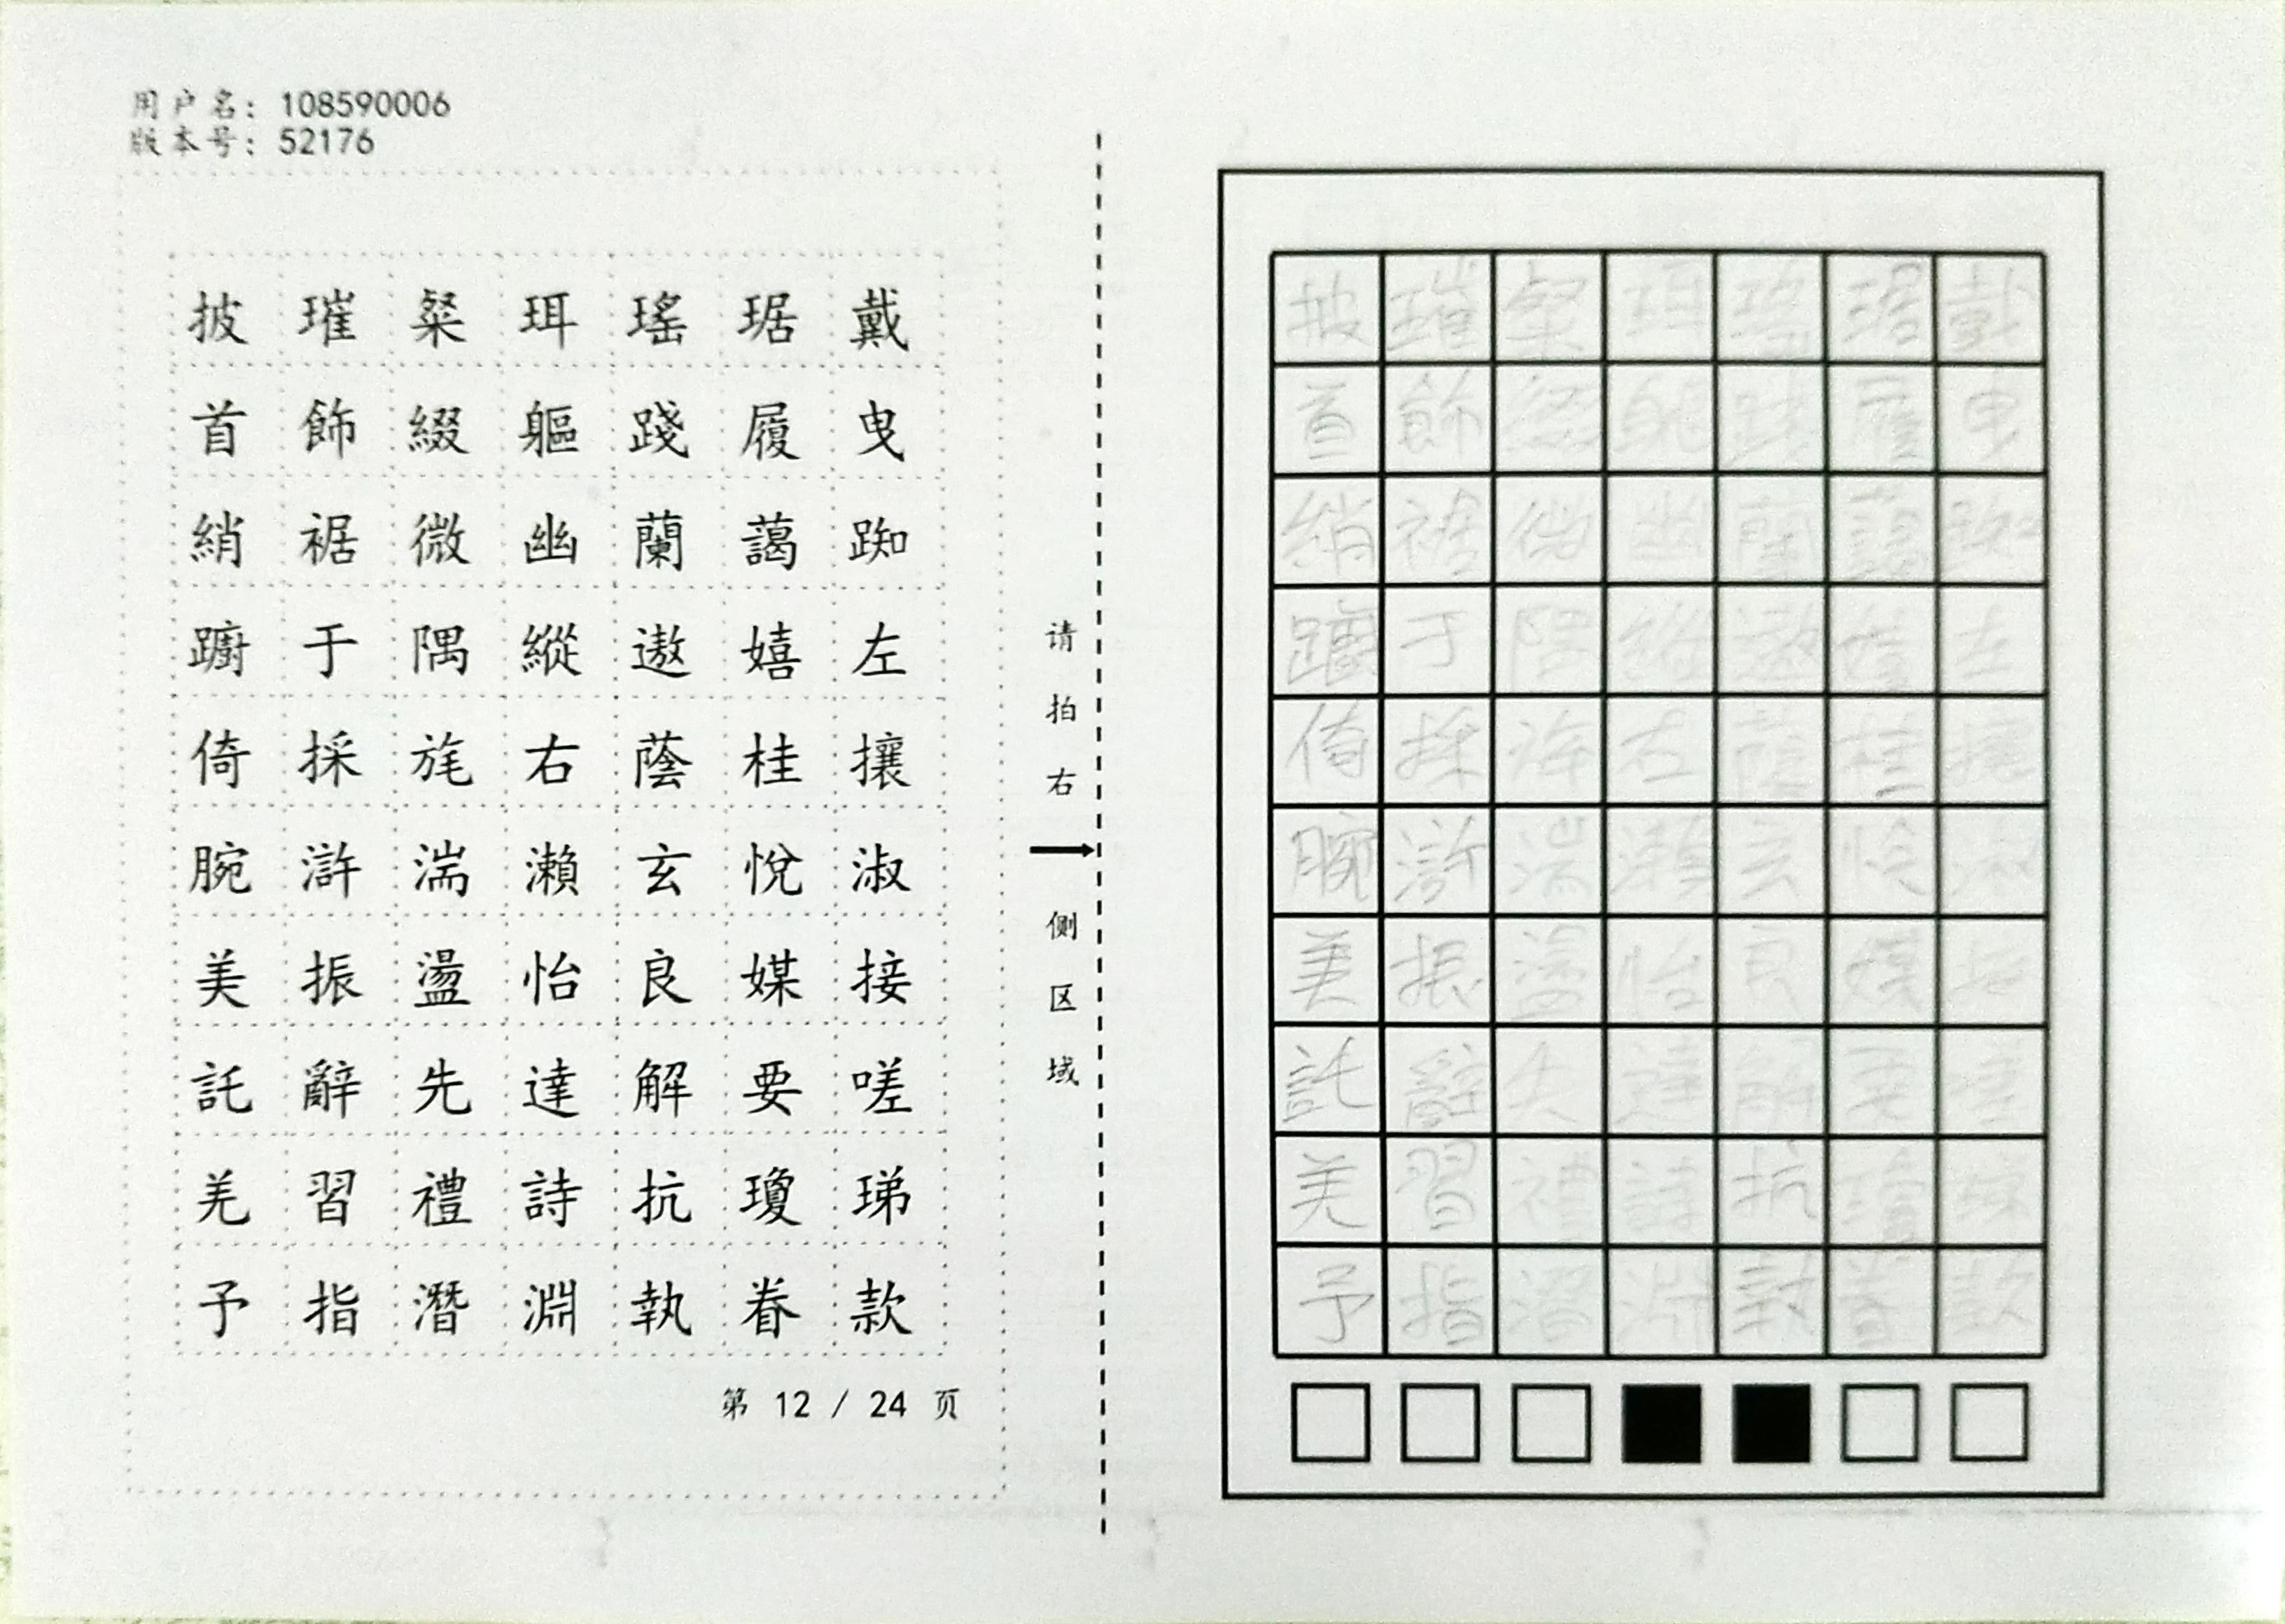 用户名: 108590006
版本号: 52176
披 璀 粲 珥 瑤 琚 戴
首 飾 綴 軀 踐 履 曳
綃 裾 微 幽 蘭 藹 踟
躕 于 隅 縱 遨 嬉 左
倚 採 旄 右 蔭 桂 攘
腕 滸 湍 瀨 玄 悅 淑
美 振 盪 怡 良 媒 接
託 辭 先 達 解 要 嗟
羌 習 禮 詩 抗 瓊 珶
予 指 潛 淵 執 眷 款
第 12 / 24 页
请拍右侧区域
披 璀 粲 珥 瑤 琚 戴
首 飾 綴 軀 踐 履 曳
綃 裾 微 幽 蘭 藹 踟
躕 于 隅 縱 遨 嬉 左
倚 採 右 蔭 桂 攘
腕 滸 湍 瀨 玄 悅 淑
美 振 盪 怡 良 媒
託 辭 達 解 要
羌 習 禮 詩 抗 瓊 珶
予 指 潛 淵 執 眷 款